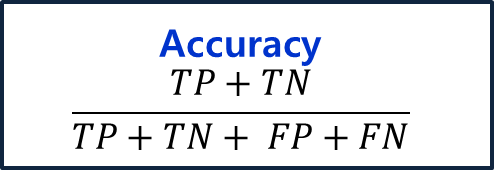 Accuracy
TP + TN
TP + TN + FP + FN